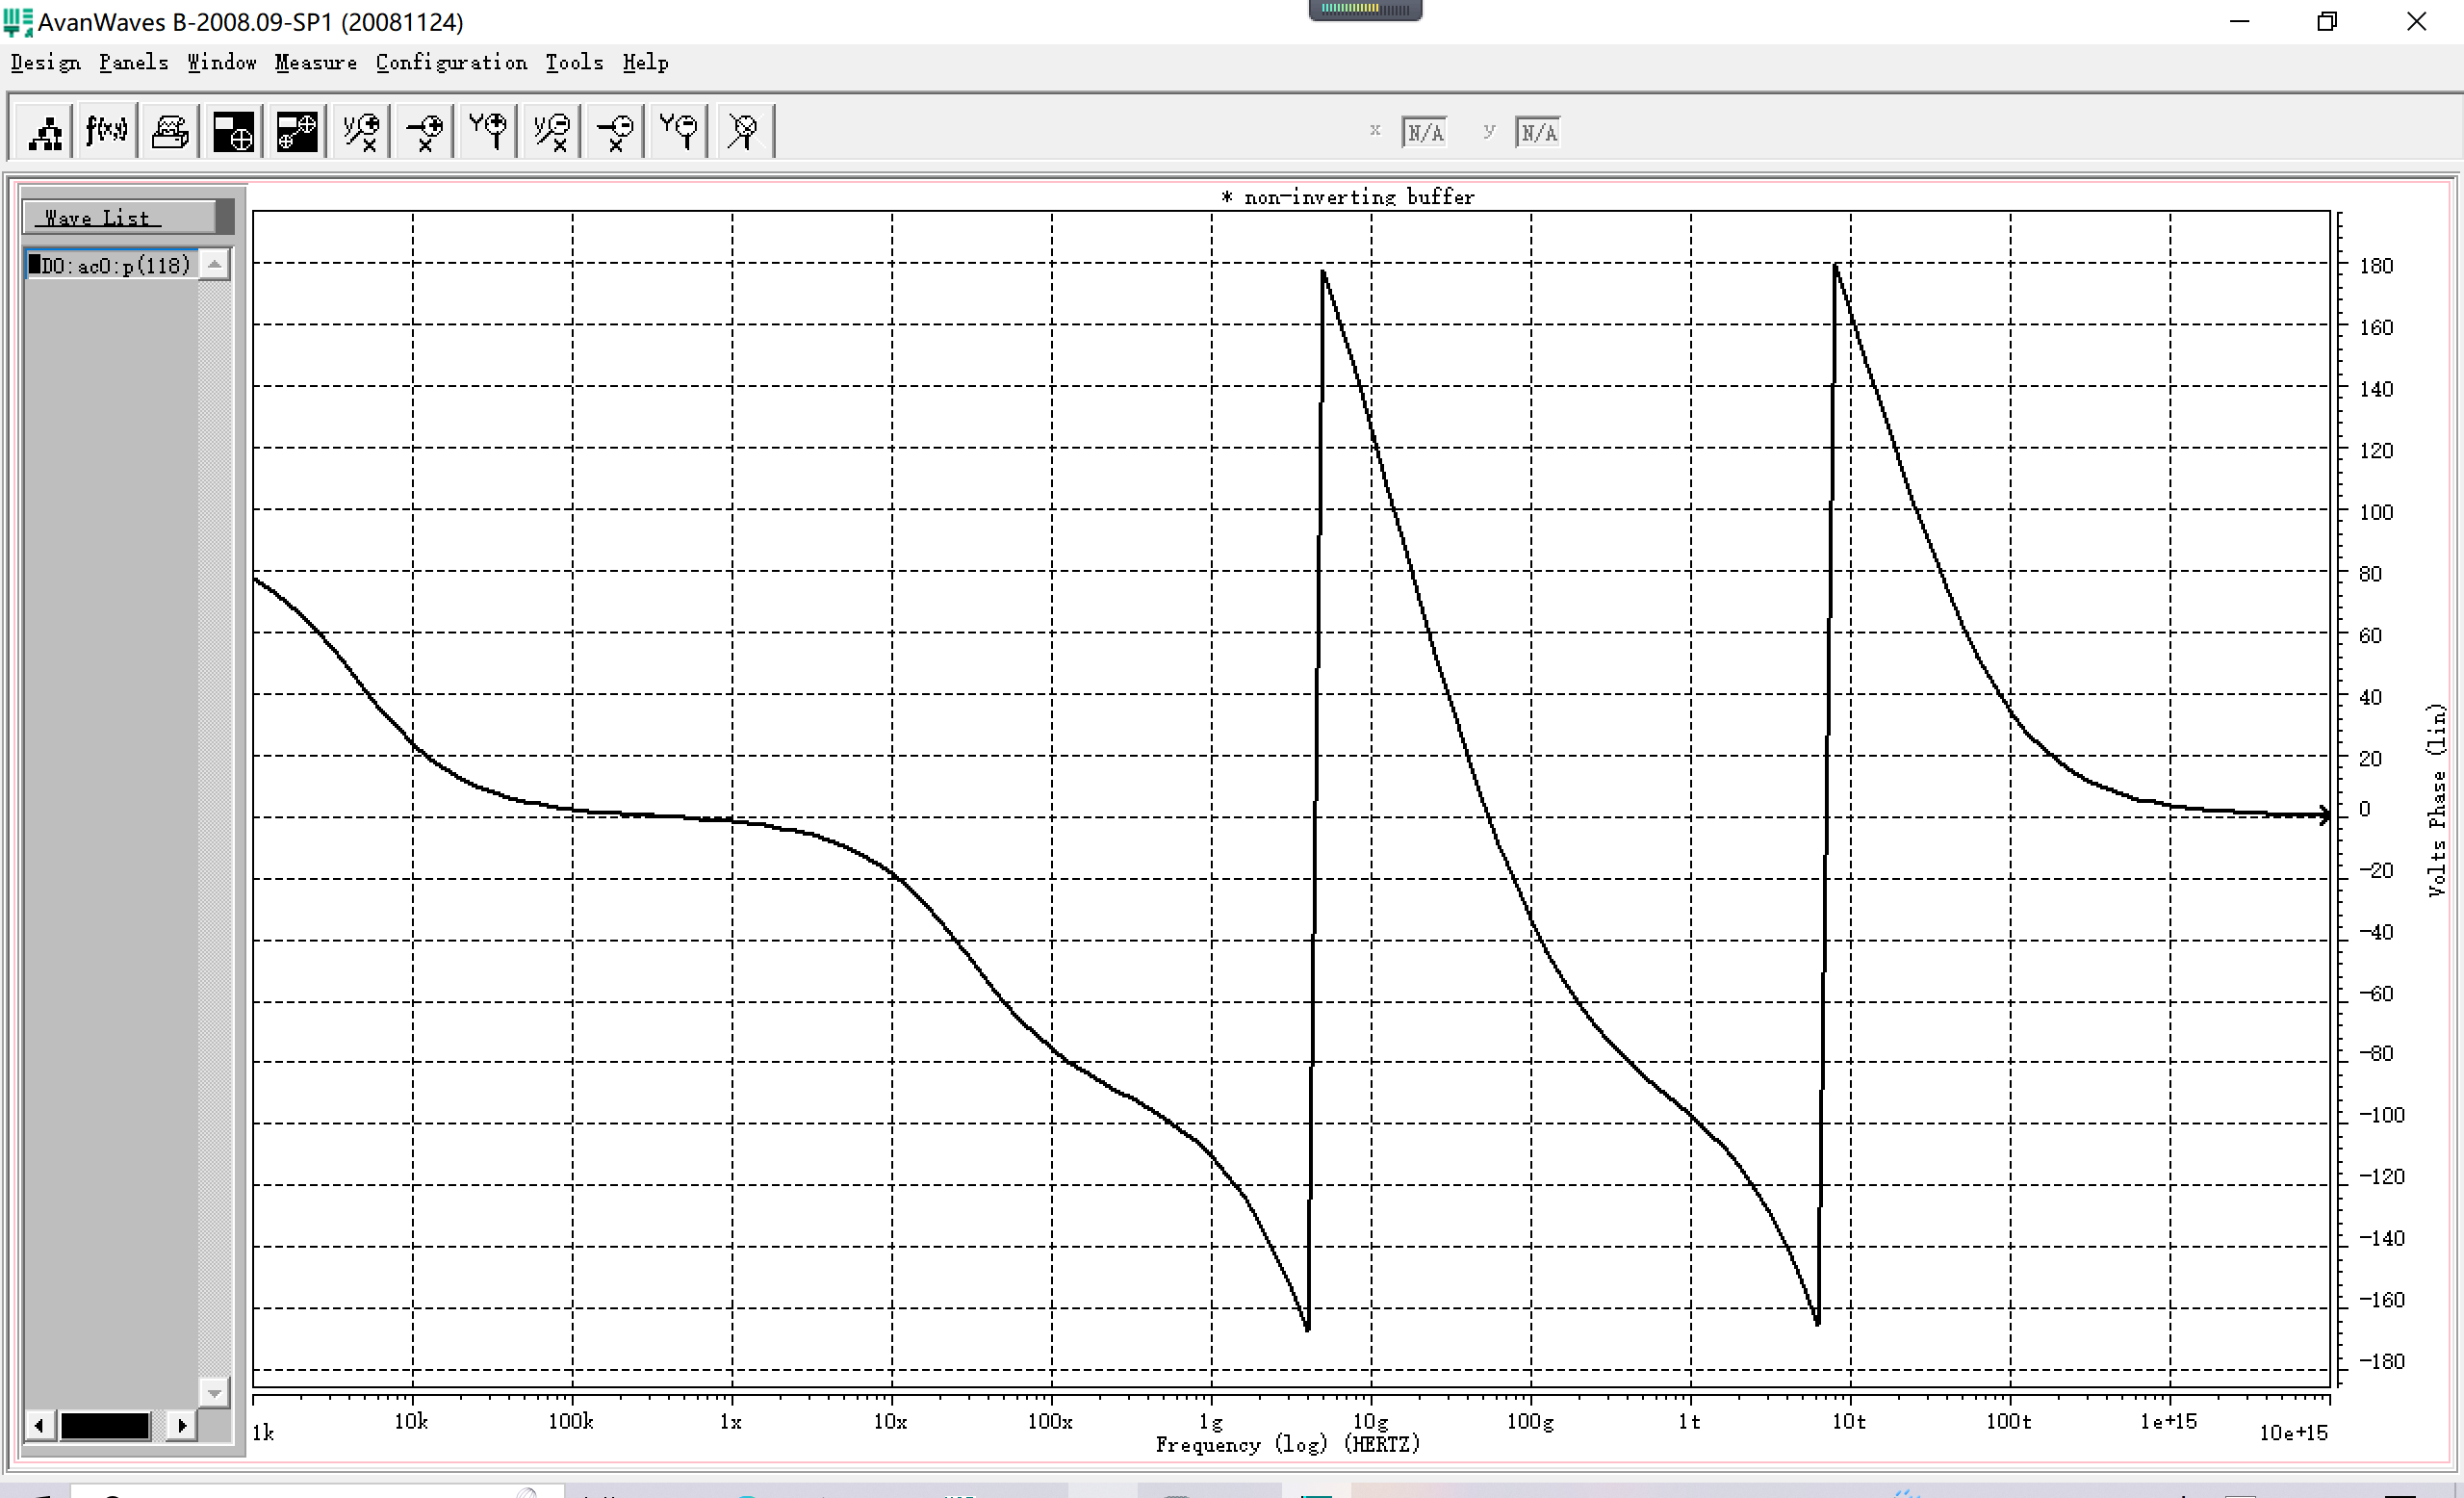 AvanWaves B-2008.09-SP1 (20081124)
Design Panels Window Measure Configuration Tools Help
f(x,y)
x N/A y N/A
* non-inverting buffer
Wave List
D0:ac0:p(118)
180
160
140
120
100
80
60
40
20
0
-20
-40
-60
-80
-100
-120
-140
-160
-180
Volts Phase (lin)
1k 10k 100k 1x 10x 100x 1g 10g 100g 1t 10t 100t 1e+15 10e+15
Frequency (log) (HERTZ)